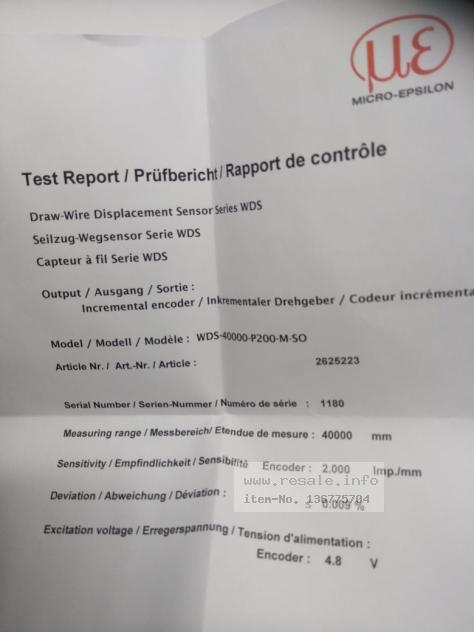 με
MICRO-EPSILON
Test Report / Prüfbericht / Rapport de contrôle
Draw-Wire Displacement Sensor Series WDS
Seilzug-Wegsensor Serie WDS
Capteur à fil Serie WDS
Output / Ausgang / Sortie :
Incremental encoder / Inkrementaler Drehgeber / Codeur incrémenta
Model / Modell / Modèle : WDS-40000-P200-M-SO
Article Nr. / Art.-Nr. / Article : 2625223
Serial Number / Serien-Nummer / Numéro de série : 1180
Measuring range / Messbereich/ Etendue de mesure : 40000 mm
Sensitivity / Empfindlichkeit / Sensibilité Encoder : 2.000 Imp./mm
www.resale.info
item-No. 136775704
Deviation / Abweichung / Déviation : ≤ 0.009 %
Excitation voltage / Erregerspannung / Tension d'alimentation :
Encoder : 4.8 V